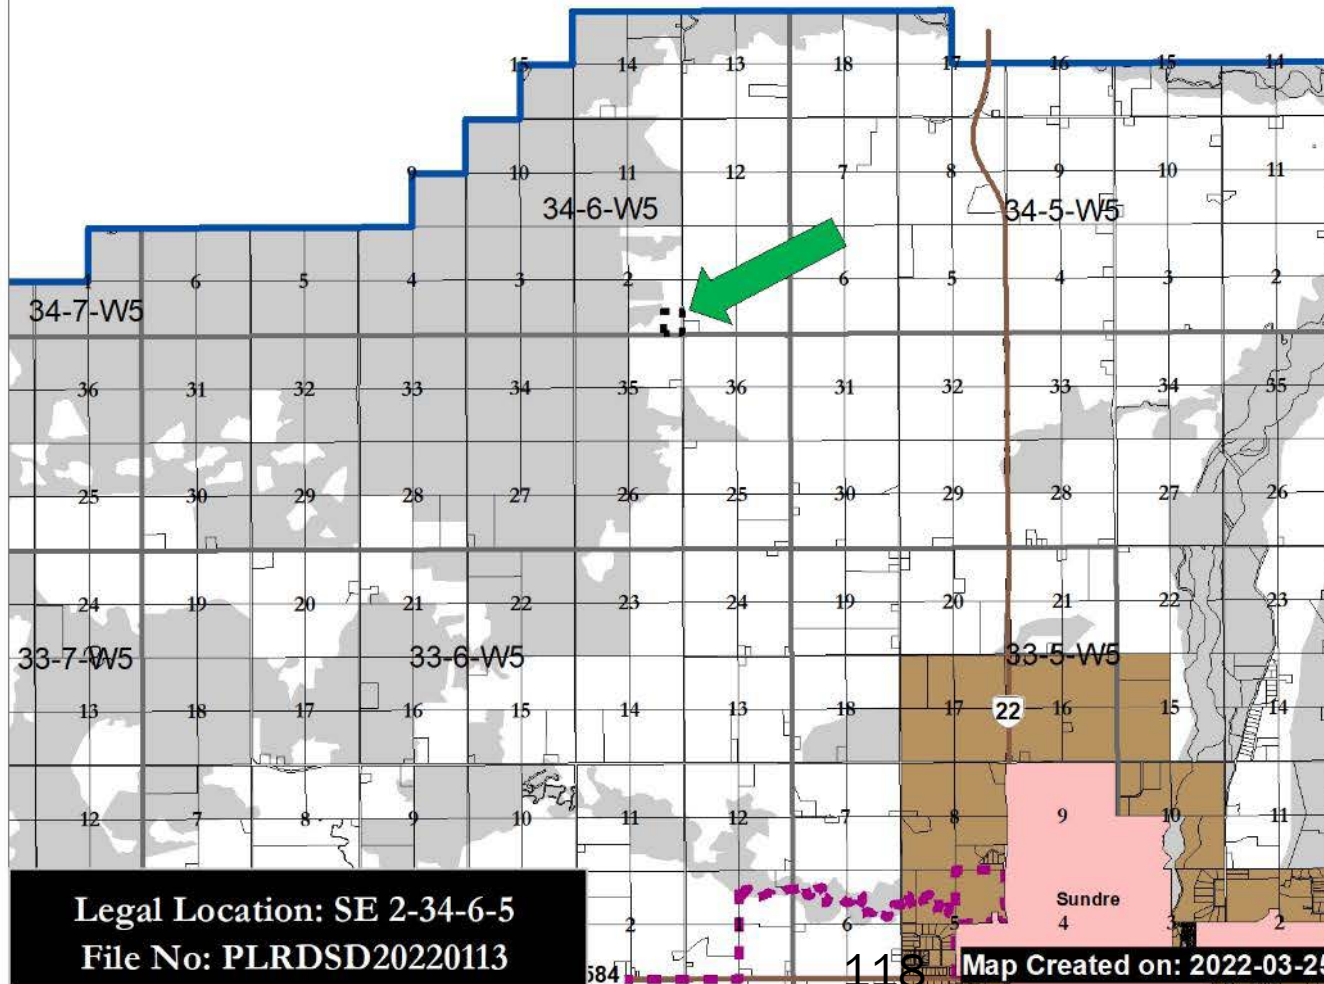 15 14 13 18 17 16 15 14
9 10 11 12 7 8 9 10 11
34-6-W5 34-5-W5
1 6 5 4 3 2 6 5 4 3 2
34-7-W5
36 31 32 33 34 35 36 31 32 33 34 35
25 30 29 28 27 26 25 30 29 28 27 26
24 19 20 21 22 23 24 19 20 21 22 23
33-7-W5 33-6-W5 33-5-W5
13 18 17 16 15 14 13 18 17 22 16 15 14
12 7 8 9 10 11 12 7 8 9 10 11
Sundre
2 1 6 5 4 3 2
Legal Location: SE 2-34-6-5
File No: PLRDSD20220113
584
118
Map Created on: 2022-03-25